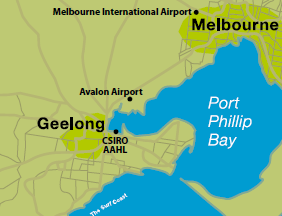 Melbourne International Airport
Melbourne
Avalon Airport
Port
Phillip
Bay
Geelong
CSIRO
AAHL
The Surf Coast